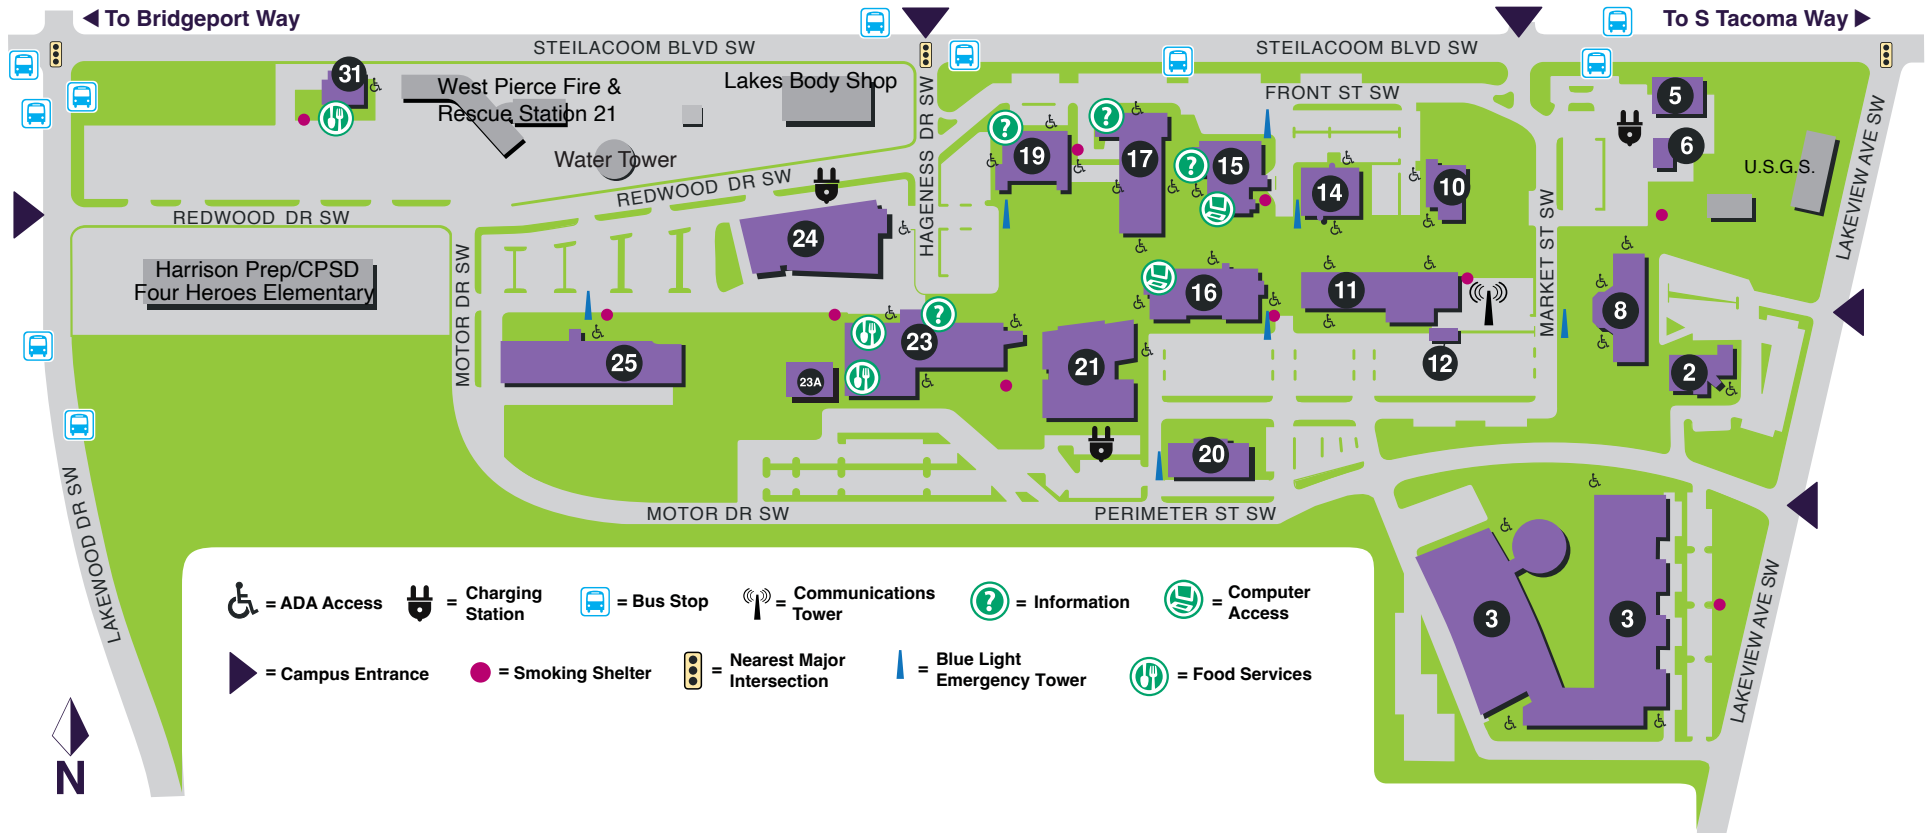 To Bridgeport Way
To S Tacoma Way
STEILACOOM BLVD SW
STEILACOOM BLVD SW
31
West Pierce Fire &
Rescue Station 21
Lakes Body Shop
Water Tower
HAGENESS DR SW
FRONT ST SW
5
6
U.S.G.S.
LAKEVIEW AVE SW
19
17
15
14
10
REDWOOD DR SW
REDWOOD DR SW
24
MARKET ST SW
Harrison Prep/CPSD
Four Heroes Elementary
MOTOR DR SW
16
11
8
23
25
23A
21
12
2
20
LAKEWOOD DR SW
MOTOR DR SW
PERIMETER ST SW
3
3
LAKEVIEW AVE SW
= ADA Access
= Charging
Station
= Bus Stop
= Communications
Tower
= Information
= Computer
Access
= Campus Entrance
= Smoking Shelter
= Nearest Major
Intersection
= Blue Light
Emergency Tower
= Food Services
N